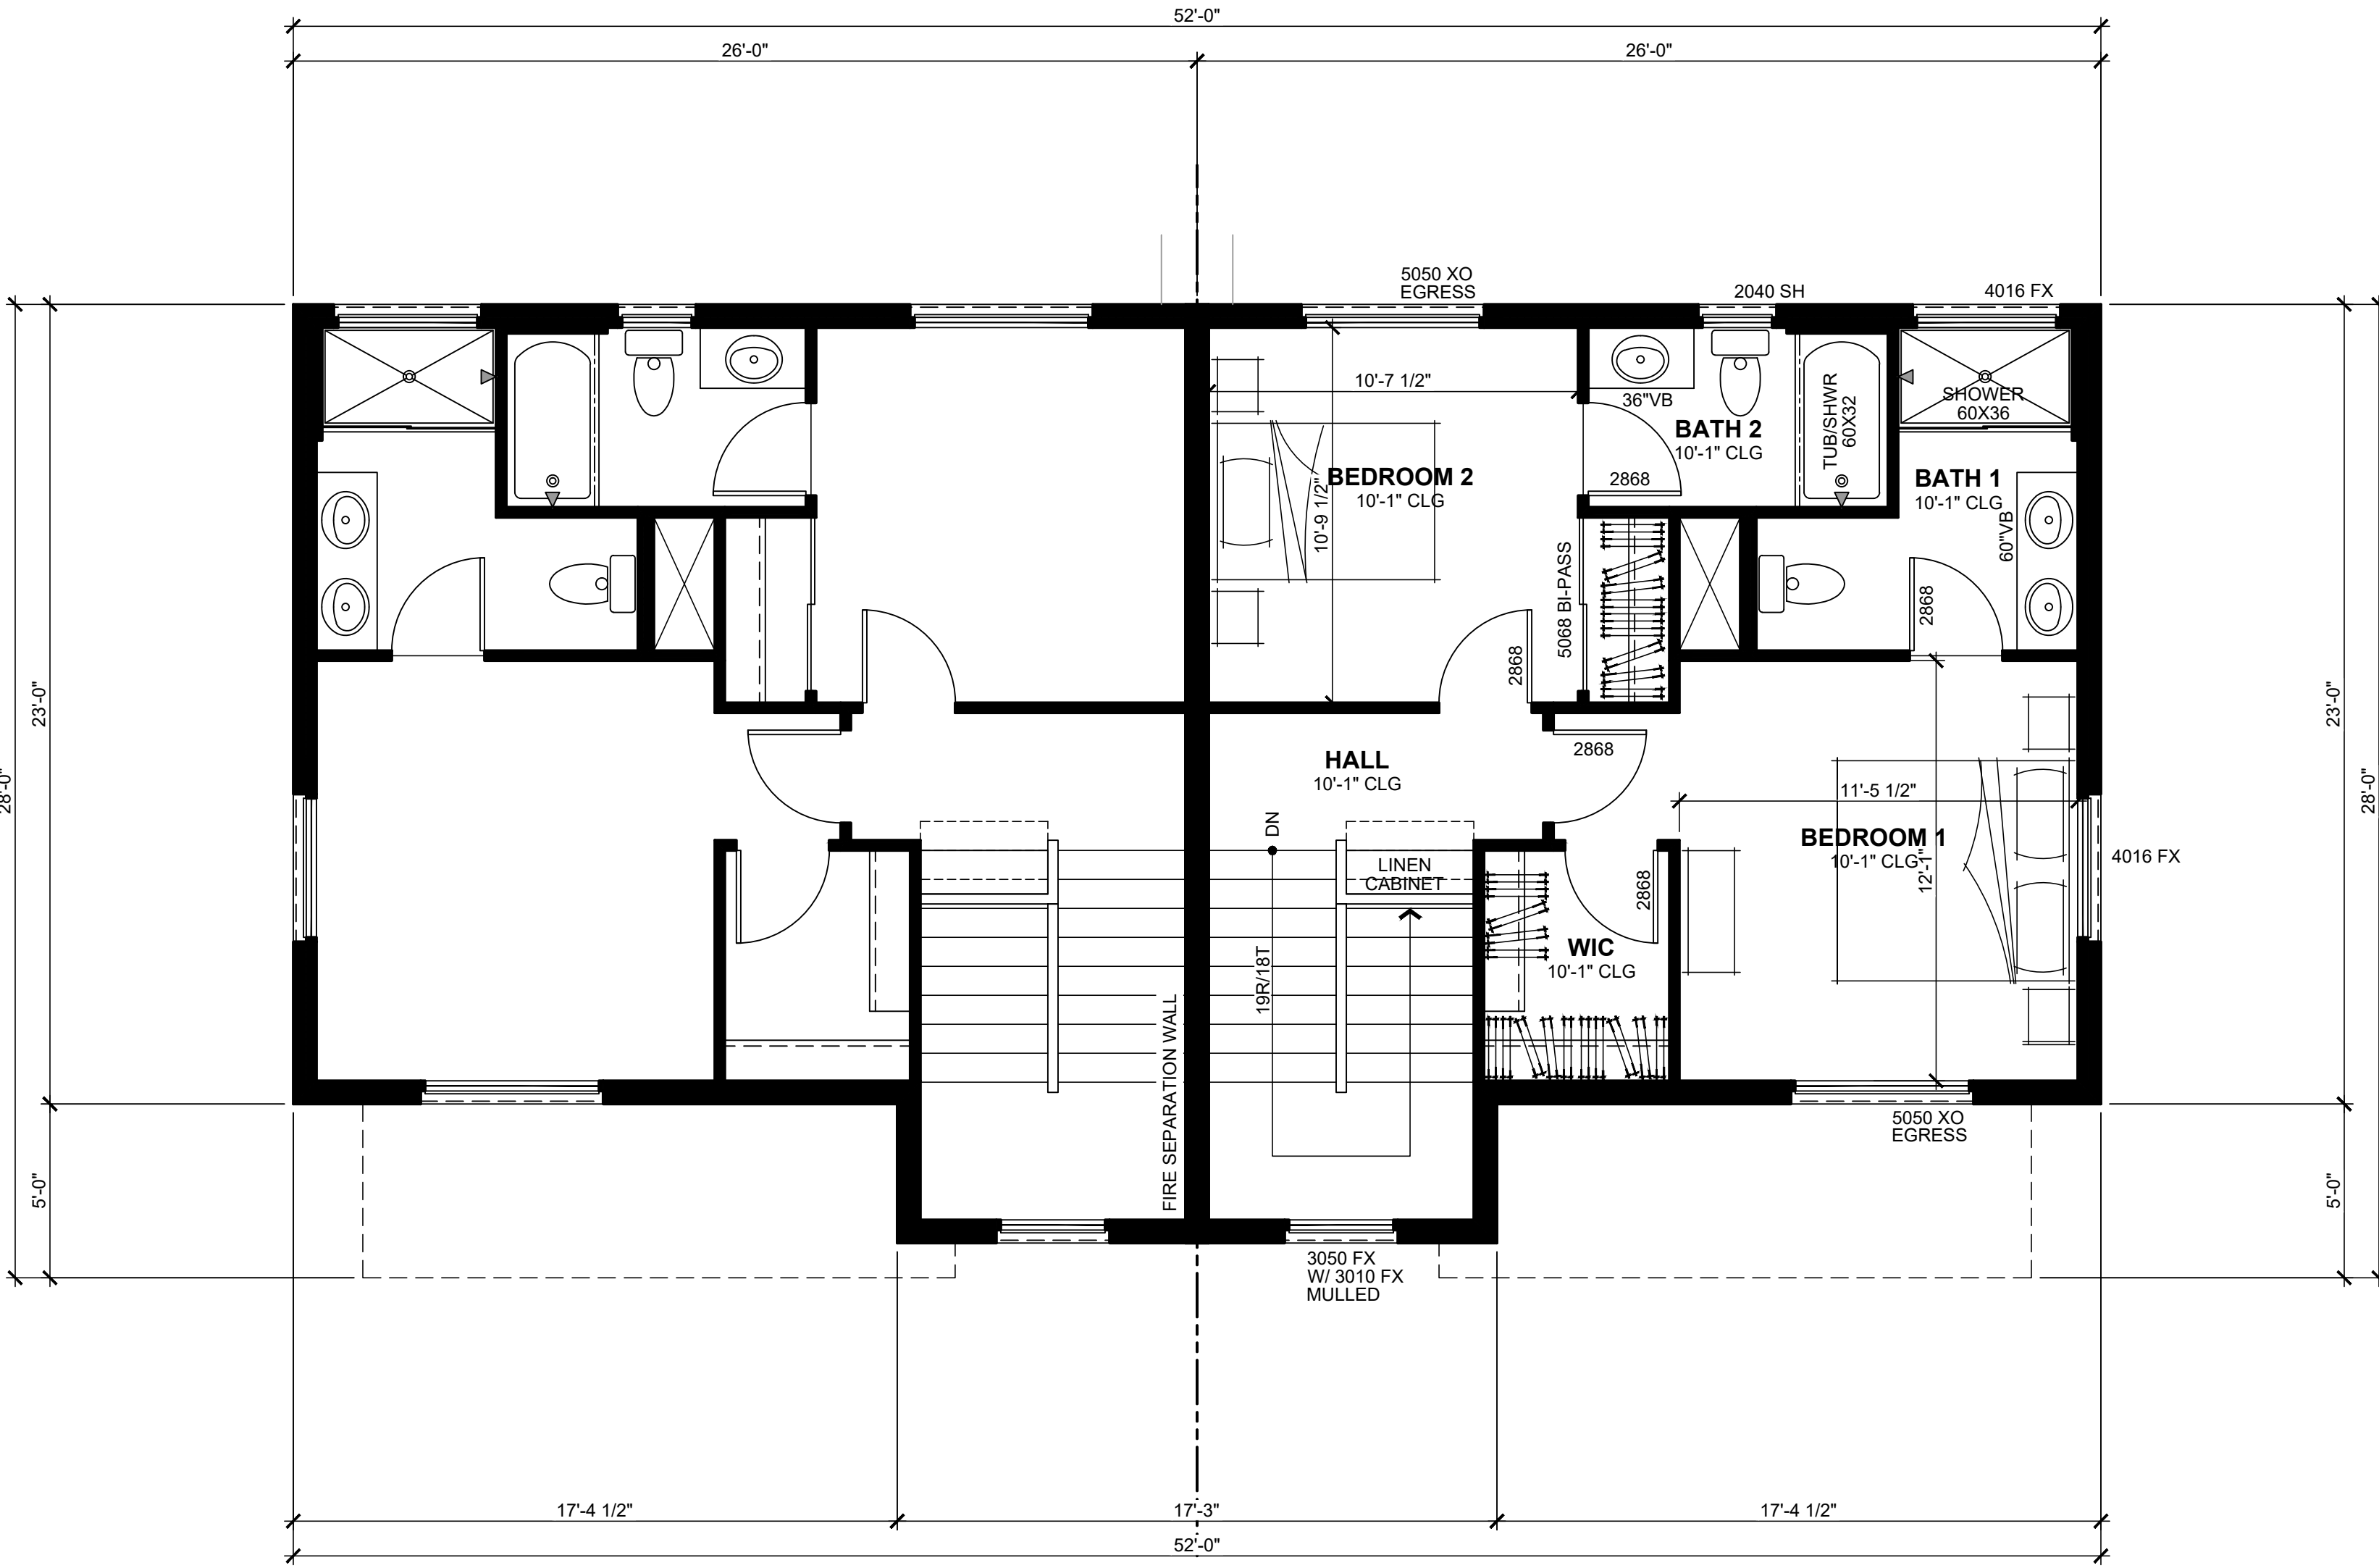 52'-0"
26'-0"
26'-0"
5050 XO
EGRESS
2040 SH
4016 FX
10'-7 1/2"
36"VB
BATH 2
10'-1" CLG
TUB/SHWR
60X32
SHOWER
60X36
BEDROOM 2
10'-1" CLG
10'-9 1/2"
2868
BATH 1
10'-1" CLG
60"VB
5068 BI-PASS
2868
2868
23'-0"
23'-0"
28'-0"
28'-0"
HALL
10'-1" CLG
2868
11'-5 1/2"
DN
BEDROOM 1
10'-1" CLG
12'-1"
4016 FX
LINEN
CABINET
2868
WIC
10'-1" CLG
19R/18T
FIRE SEPARATION WALL
5050 XO
EGRESS
5'-0"
5'-0"
3050 FX
W/ 3010 FX
MULLED
17'-4 1/2"
17'-3"
17'-4 1/2"
52'-0"